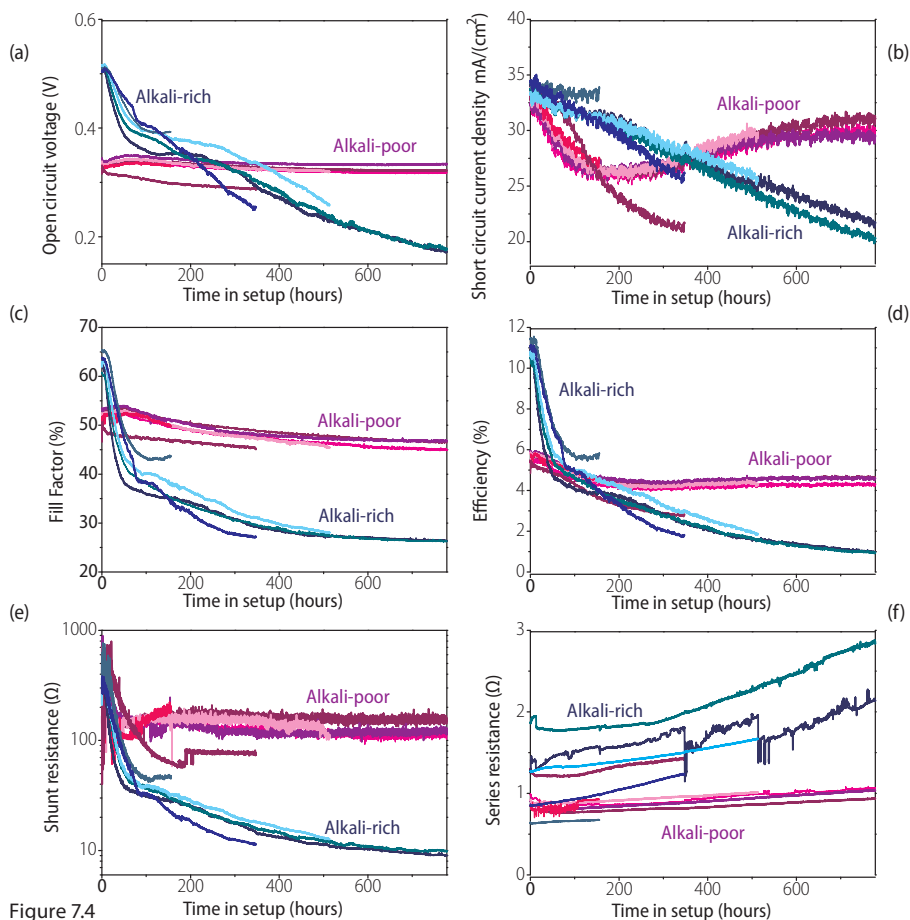 (a)
Open circuit voltage (V)
0.6
0.4
0.2
Alkali-rich
Alkali-poor
0 200 400 600
Time in setup (hours)
(b)
Short circuit current density mA/(cm²)
40
35
30
25
20
Alkali-poor
Alkali-rich
0 200 400 600
Time in setup (hours)
(c)
Fill Factor (%)
70
60
50
40
30
20
Alkali-poor
Alkali-rich
0 200 400 600
Time in setup (hours)
(d)
Efficiency (%)
12
10
8
6
4
2
0
Alkali-rich
Alkali-poor
0 200 400 600
Time in setup (hours)
(e)
Shunt resistance (Ω)
1000
100
10
Alkali-poor
Alkali-rich
0 200 400 600
Time in setup (hours)
(f)
Series resistance (Ω)
3
2
1
0
Alkali-rich
Alkali-poor
0 200 400 600
Time in setup (hours)
Figure 7.4